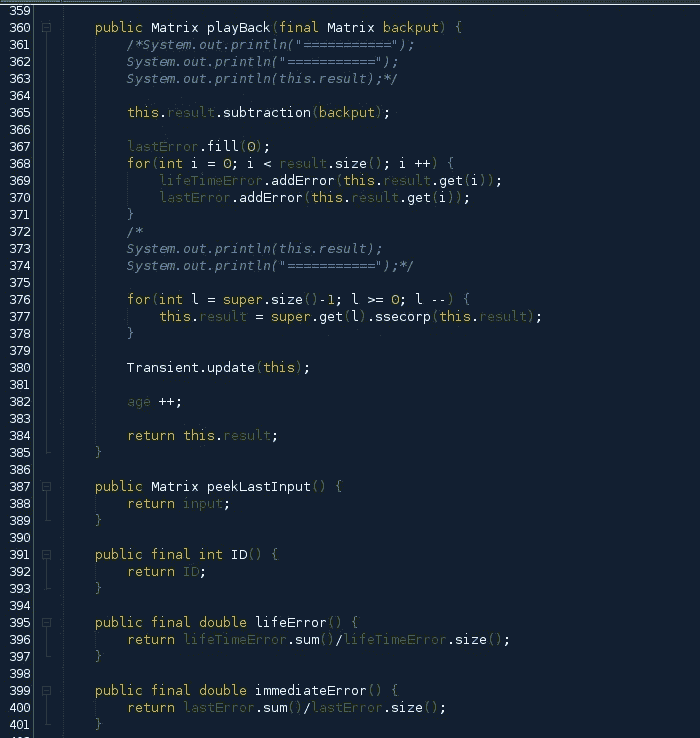 359
360 public Matrix playBack(final Matrix backput) {
361 /*System.out.println("===========");
362 System.out.println("===========");
363 System.out.println(this.result);*/
364
365 this.result.subtraction(backput);
366
367 lastError.fill(0);
368 for(int i = 0; i < result.size(); i ++) {
369 lifeTimeError.addError(this.result.get(i));
370 lastError.addError(this.result.get(i));
371 }
372 /*
373 System.out.println(this.result);
374 System.out.println("===========");*/
375
376 for(int l = super.size()-1; l >= 0; l --) {
377 this.result = super.get(l).ssecorp(this.result);
378 }
379
380 Transient.update(this);
381
382 age ++;
383
384 return this.result;
385 }
386
387 public Matrix peekLastInput() {
388 return input;
389 }
390
391 public final int ID() {
392 return ID;
393 }
394
395 public final double lifeError() {
396 return lifeTimeError.sum()/lifeTimeError.size();
397 }
398
399 public final double immediateError() {
400 return lastError.sum()/lastError.size();
401 }